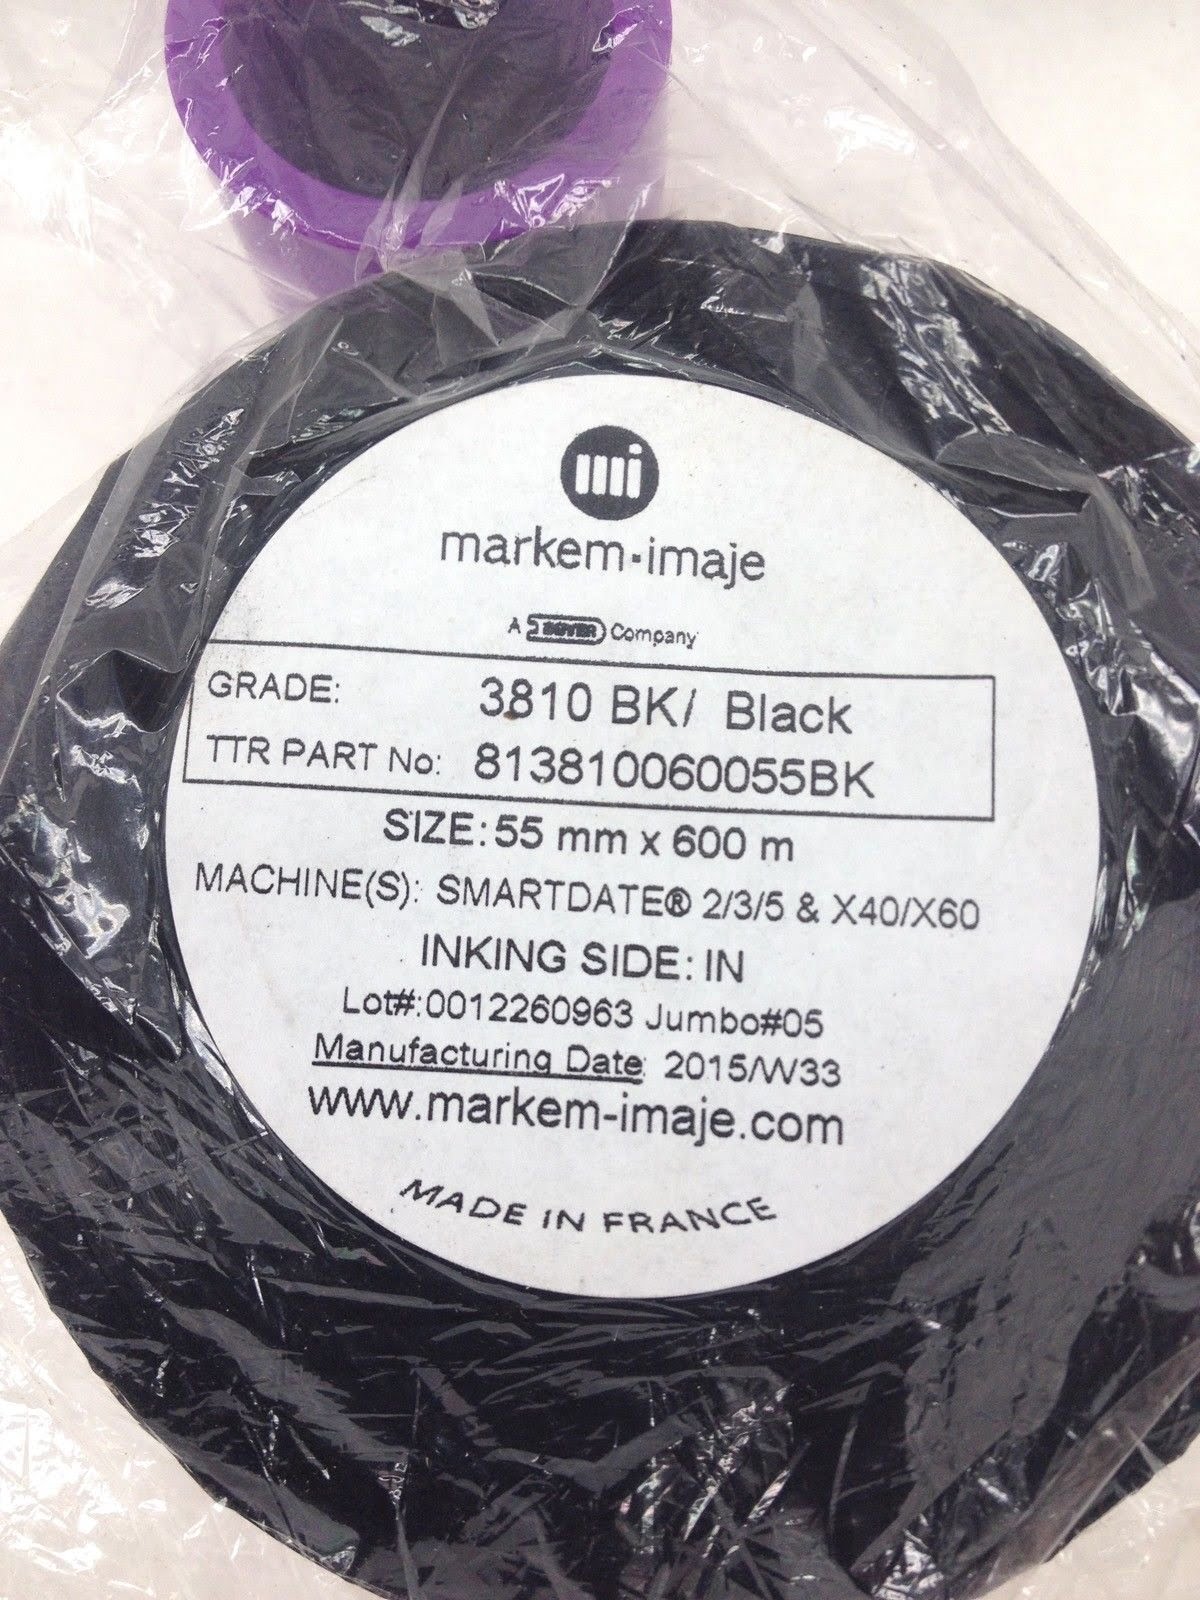 mi
markem-imaje
A DOVER Company
GRADE: 3810 BK/ Black
TTR PART No: 813810060055BK
SIZE: 55 mm x 600 m
MACHINE(S): SMARTDATE® 2/3/5 & X40/X60
INKING SIDE: IN
Lot#:0012260963 Jumbo#05
Manufacturing Date: 2015/W33
www.markem-imaje.com
MADE IN FRANCE